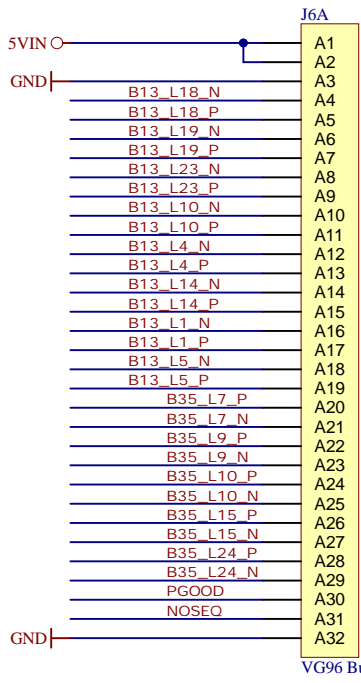 J6A
5VIN A1
A2
GND A3
B13_L18_N A4
B13_L18_P A5
B13_L19_N A6
B13_L19_P A7
B13_L23_N A8
B13_L23_P A9
B13_L10_N A10
B13_L10_P A11
B13_L4_N A12
B13_L4_P A13
B13_L14_N A14
B13_L14_P A15
B13_L1_N A16
B13_L1_P A17
B13_L5_N A18
B13_L5_P A19
B35_L7_P A20
B35_L7_N A21
B35_L9_P A22
B35_L9_N A23
B35_L10_P A24
B35_L10_N A25
B35_L15_P A26
B35_L15_N A27
B35_L24_P A28
B35_L24_N A29
PGOOD A30
NOSEQ A31
GND A32
VG96